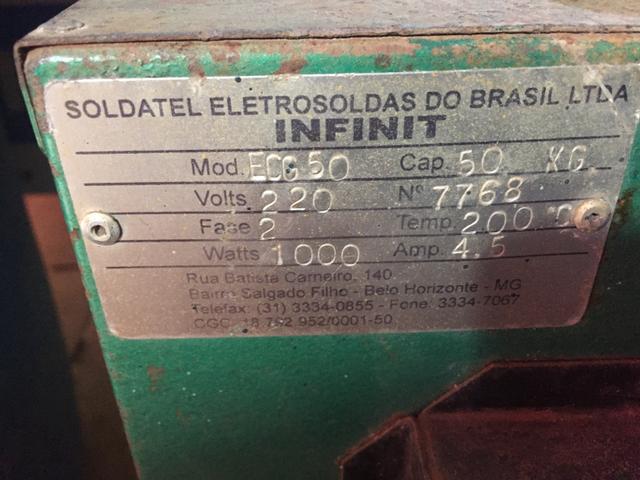 SOLDATEL ELETROSOLDAS DO BRASIL LTDA
INFINIT
Mod. ECG 50 Cap. 50 KG
Volts 220 Nº 7768
Fase 2 Temp. 200 C
Watts 1000 Amp. 4.5
Rua Batista Carneiro, 140
Bairro Salgado Filho - Belo Horizonte - MG
Telefax: (31) 3334-0855 - Fone: 3334-7067
CGC: 18 792 952/0001-50